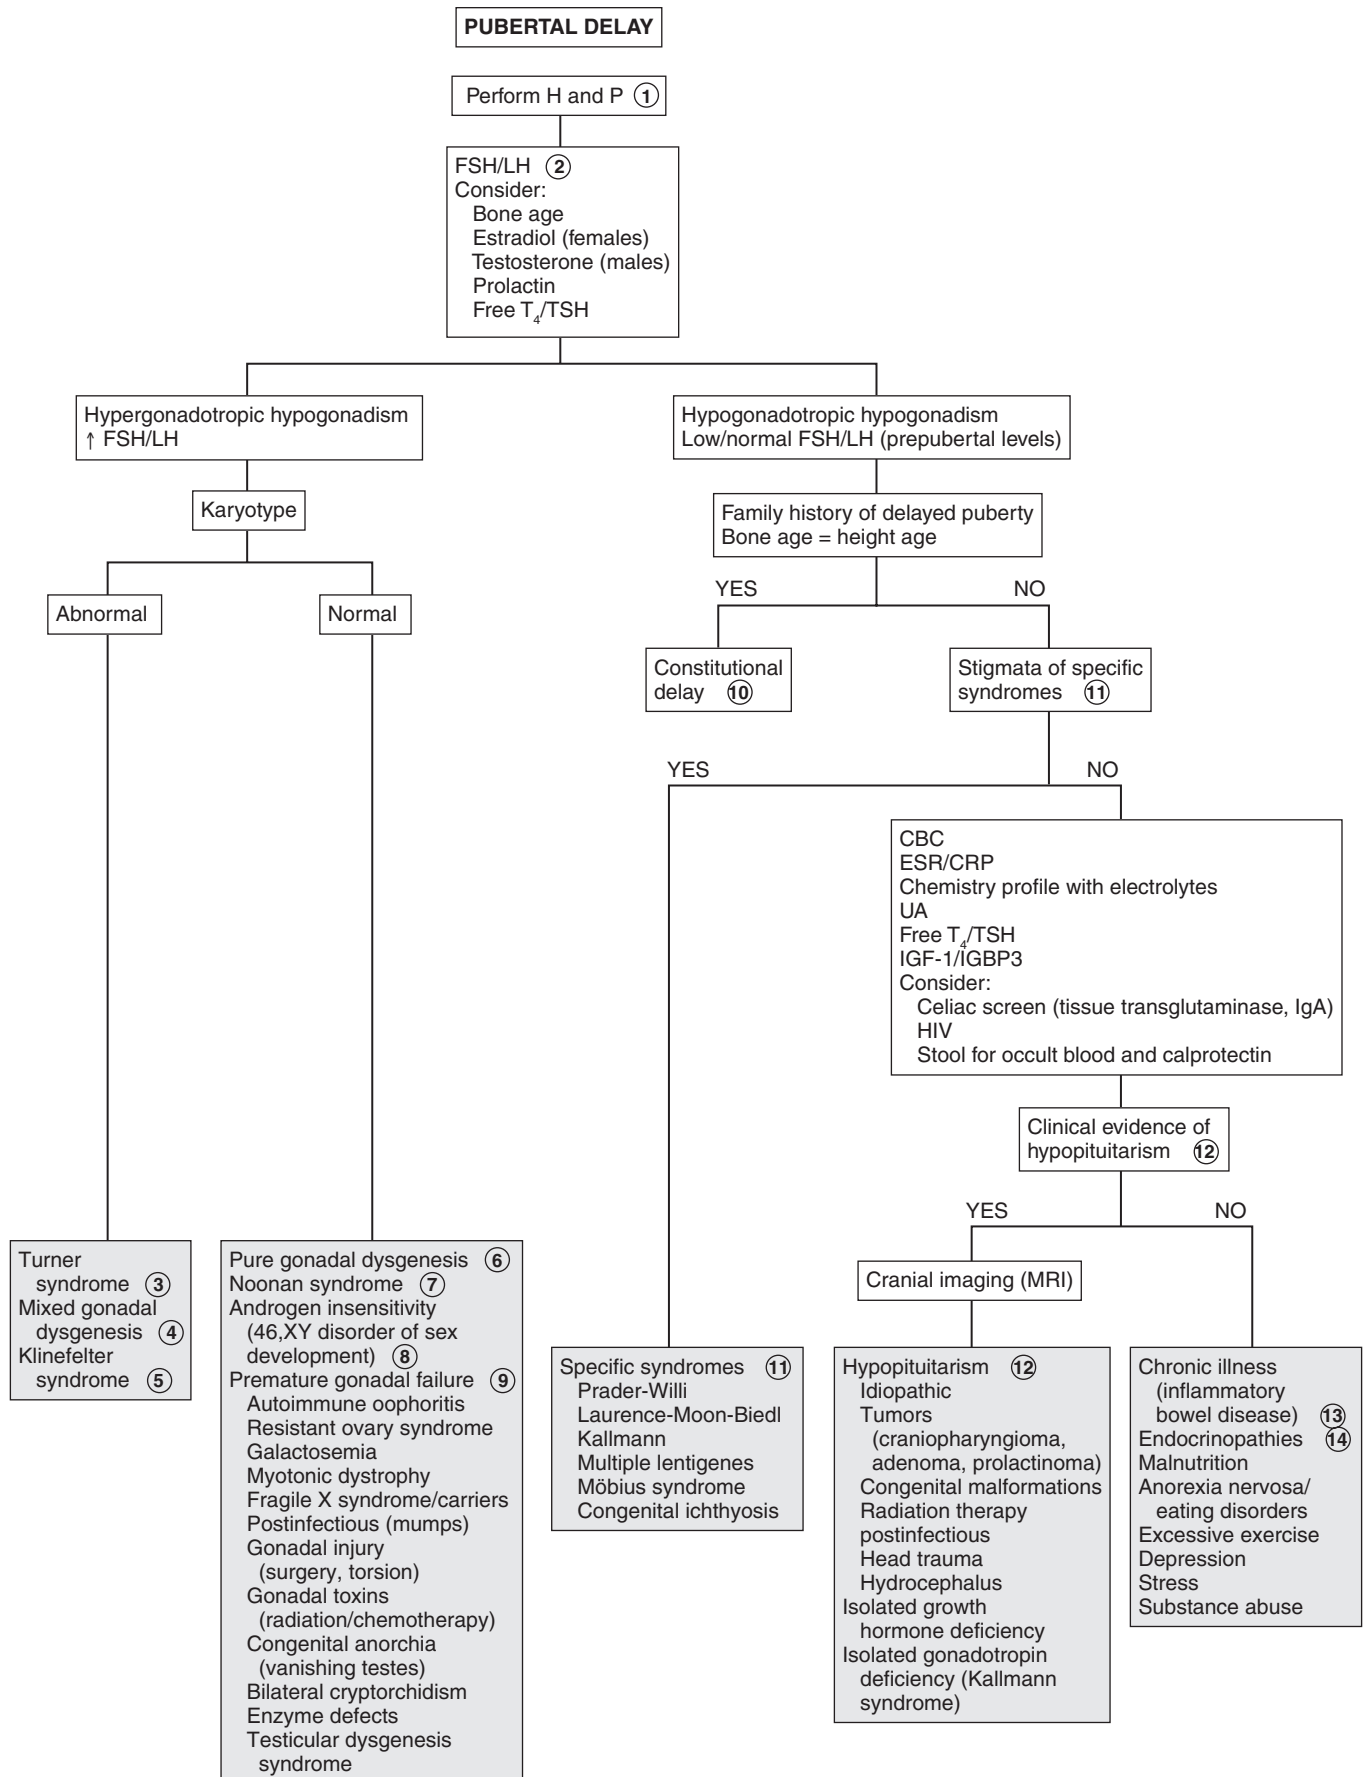 PUBERTAL DELAY
Perform H and P 1
FSH/LH 2
Consider:
Bone age
Estradiol (females)
Testosterone (males)
Prolactin
Free T4/TSH
Hypergonadotropic hypogonadism
↑ FSH/LH
Hypogonadotropic hypogonadism
Low/normal FSH/LH (prepubertal levels)
Karyotype
Family history of delayed puberty
Bone age = height age
Abnormal
Normal
YES
NO
Constitutional
delay 10
Stigmata of specific
syndromes 11
YES
NO
CBC
ESR/CRP
Chemistry profile with electrolytes
UA
Free T4/TSH
IGF-1/IGBP3
Consider:
Celiac screen (tissue transglutaminase, IgA)
HIV
Stool for occult blood and calprotectin
Clinical evidence of
hypopituitarism 12
YES
NO
Cranial imaging (MRI)
Turner
syndrome 3
Mixed gonadal
dysgenesis 4
Klinefelter
syndrome 5
Pure gonadal dysgenesis 6
Noonan syndrome 7
Androgen insensitivity
(46,XY disorder of sex
development) 8
Premature gonadal failure 9
Autoimmune oophoritis
Resistant ovary syndrome
Galactosemia
Myotonic dystrophy
Fragile X syndrome/carriers
Postinfectious (mumps)
Gonadal injury
(surgery, torsion)
Gonadal toxins
(radiation/chemotherapy)
Congenital anorchia
(vanishing testes)
Bilateral cryptorchidism
Enzyme defects
Testicular dysgenesis
syndrome
Specific syndromes 11
Prader-Willi
Laurence-Moon-Biedl
Kallmann
Multiple lentigenes
Möbius syndrome
Congenital ichthyosis
Hypopituitarism 12
Idiopathic
Tumors
(craniopharyngioma,
adenoma, prolactinoma)
Congenital malformations
Radiation therapy
postinfectious
Head trauma
Hydrocephalus
Isolated growth
hormone deficiency
Isolated gonadotropin
deficiency (Kallmann
syndrome)
Chronic illness
(inflammatory
bowel disease) 13
Endocrinopathies 14
Malnutrition
Anorexia nervosa/
eating disorders
Excessive exercise
Depression
Stress
Substance abuse